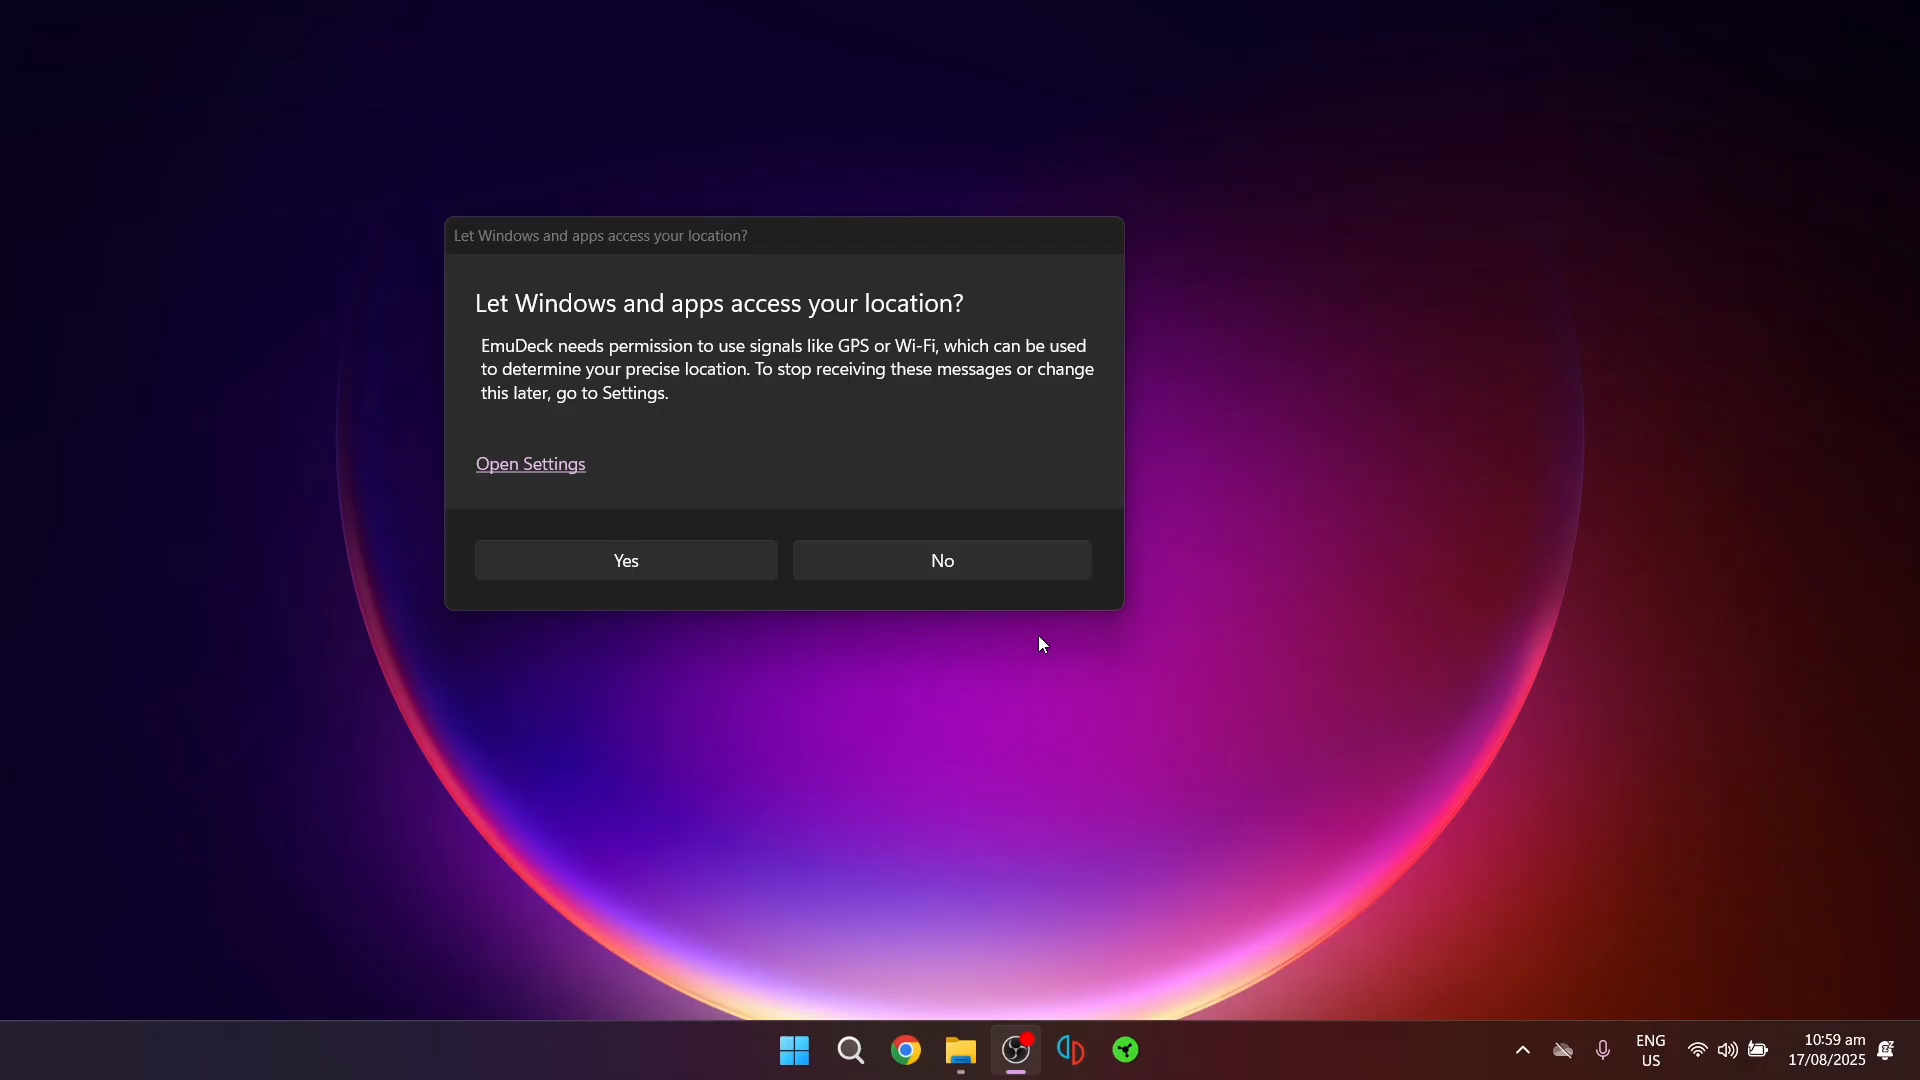 Let Windows and apps access your location?
Let Windows and apps access your location?
EmuDeck needs permission to use signals like GPS or Wi-Fi, which can be used
to determine your precise location. To stop receiving these messages or change
this later, go to Settings.
Open Settings
Yes No
ENG
US
10:59 am
17/08/2025